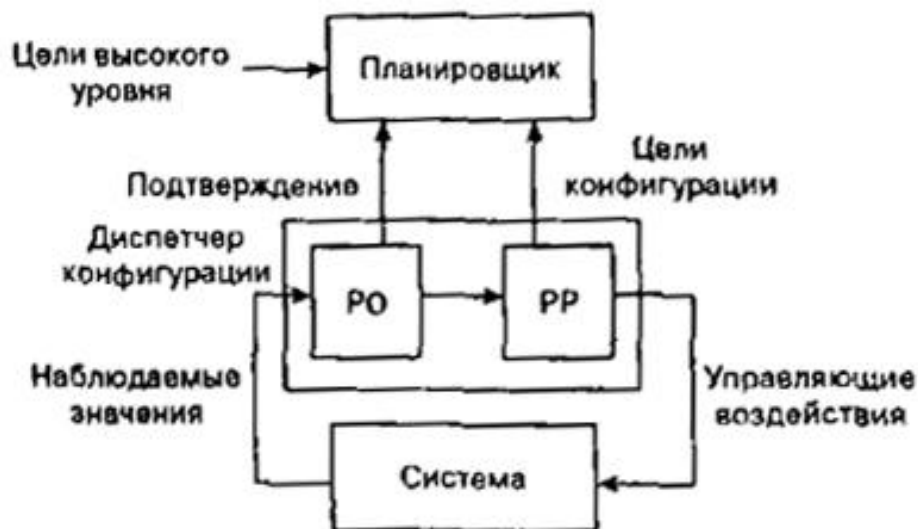 Цели высокого
уровня
Планировщик
Подтверждение
Цели
конфигурации
Диспетчер
конфигурации
РО
РР
Наблюдаемые
значения
Управляющие
воздействия
Система